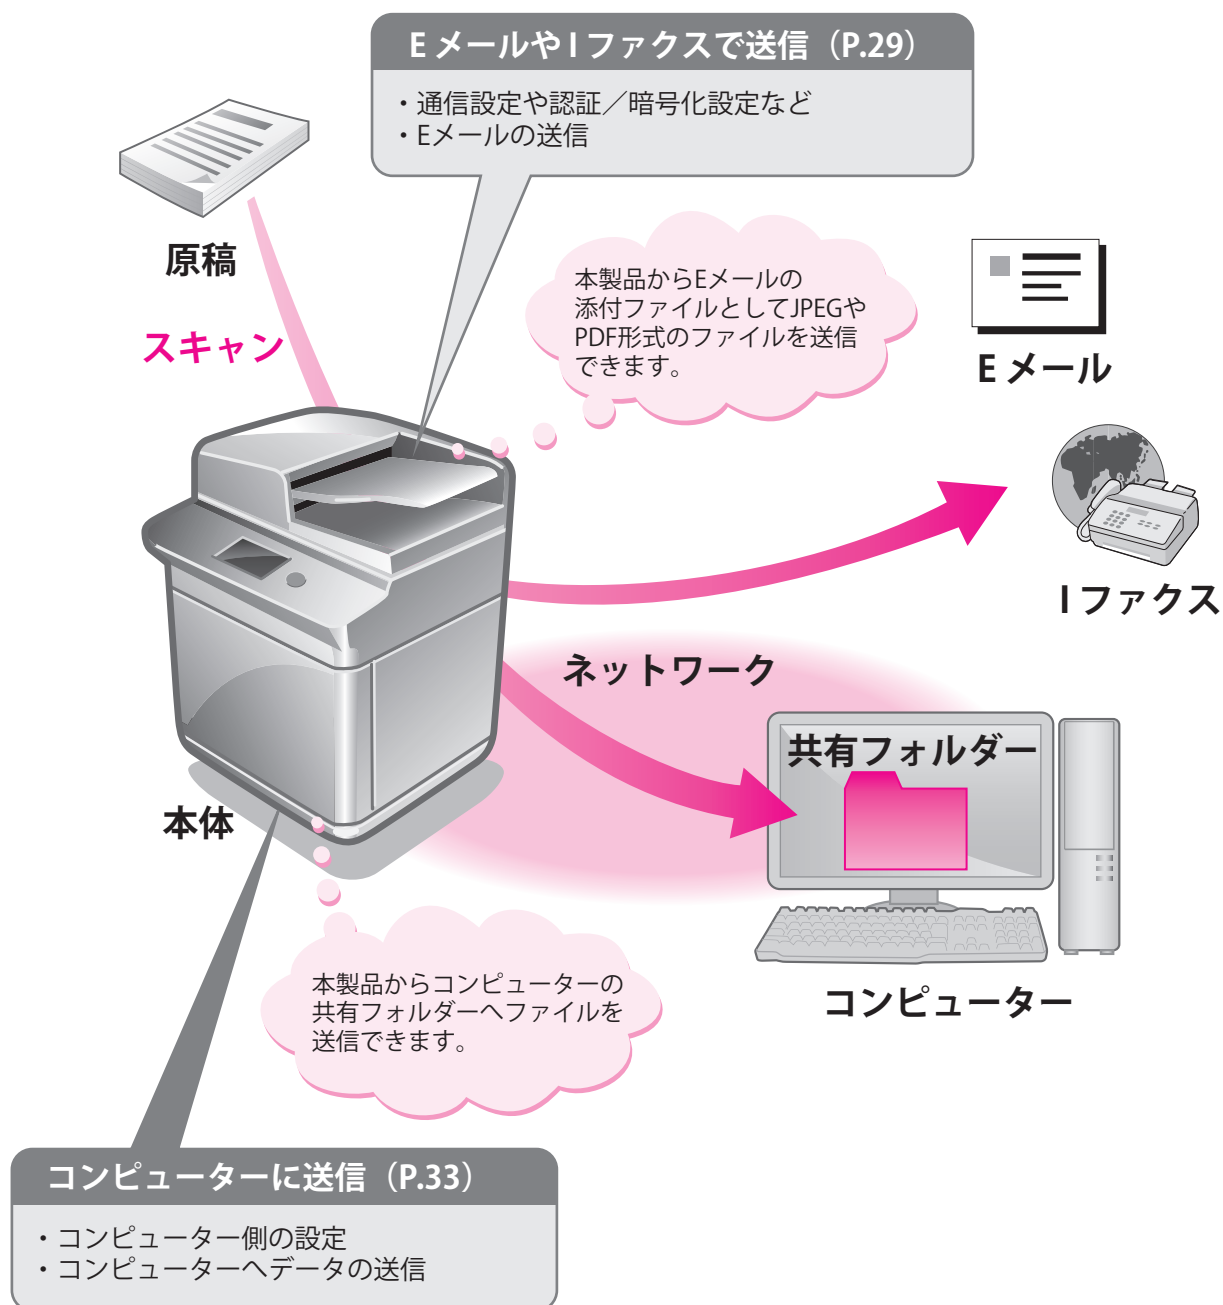 E メールや I ファクスで送信（P.29）
・通信設定や認証／暗号化設定など
・Eメールの送信
原稿
スキャン
本製品からEメールの
添付ファイルとしてJPEGや
PDF形式のファイルを送信
できます。
E メール
I ファクス
ネットワーク
共有フォルダー
本体
コンピューター
本製品からコンピューターの
共有フォルダーへファイルを
送信できます。
コンピューターに送信（P.33）
・コンピューター側の設定
・コンピューターへデータの送信